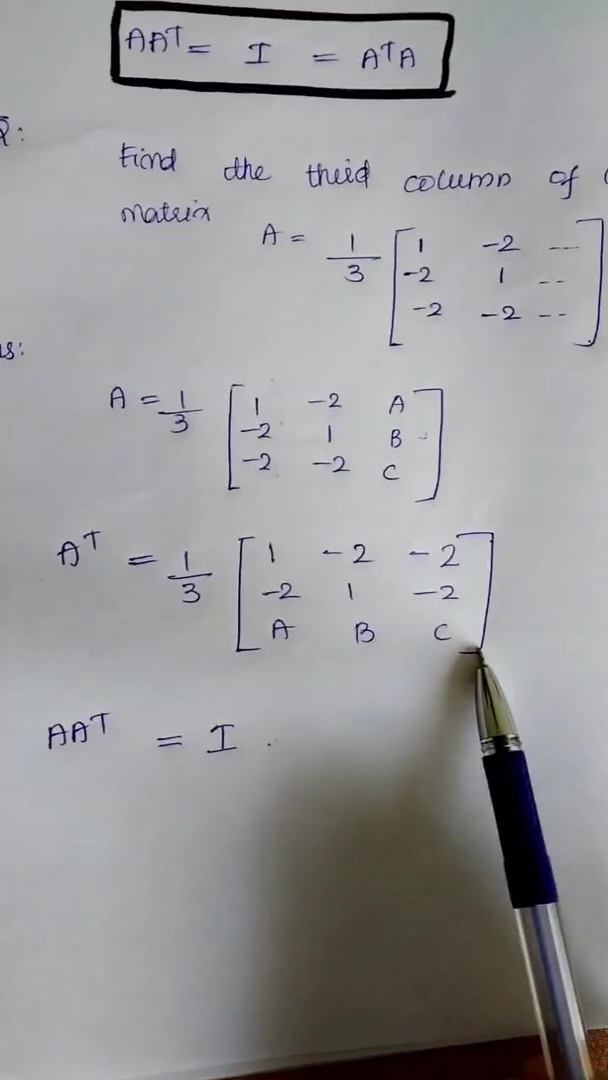 AAᵀ = I = AᵀA
Q:
Find the third column of
matrix
A = 1/3 [ 1 -2 ---
-2 1 --
-2 -2 -- ]
A = 1/3 [ 1 -2 A
-2 1 B
-2 -2 C ]
Aᵀ = 1/3 [ 1 -2 -2
-2 1 -2
A B C ]
AAᵀ = I .